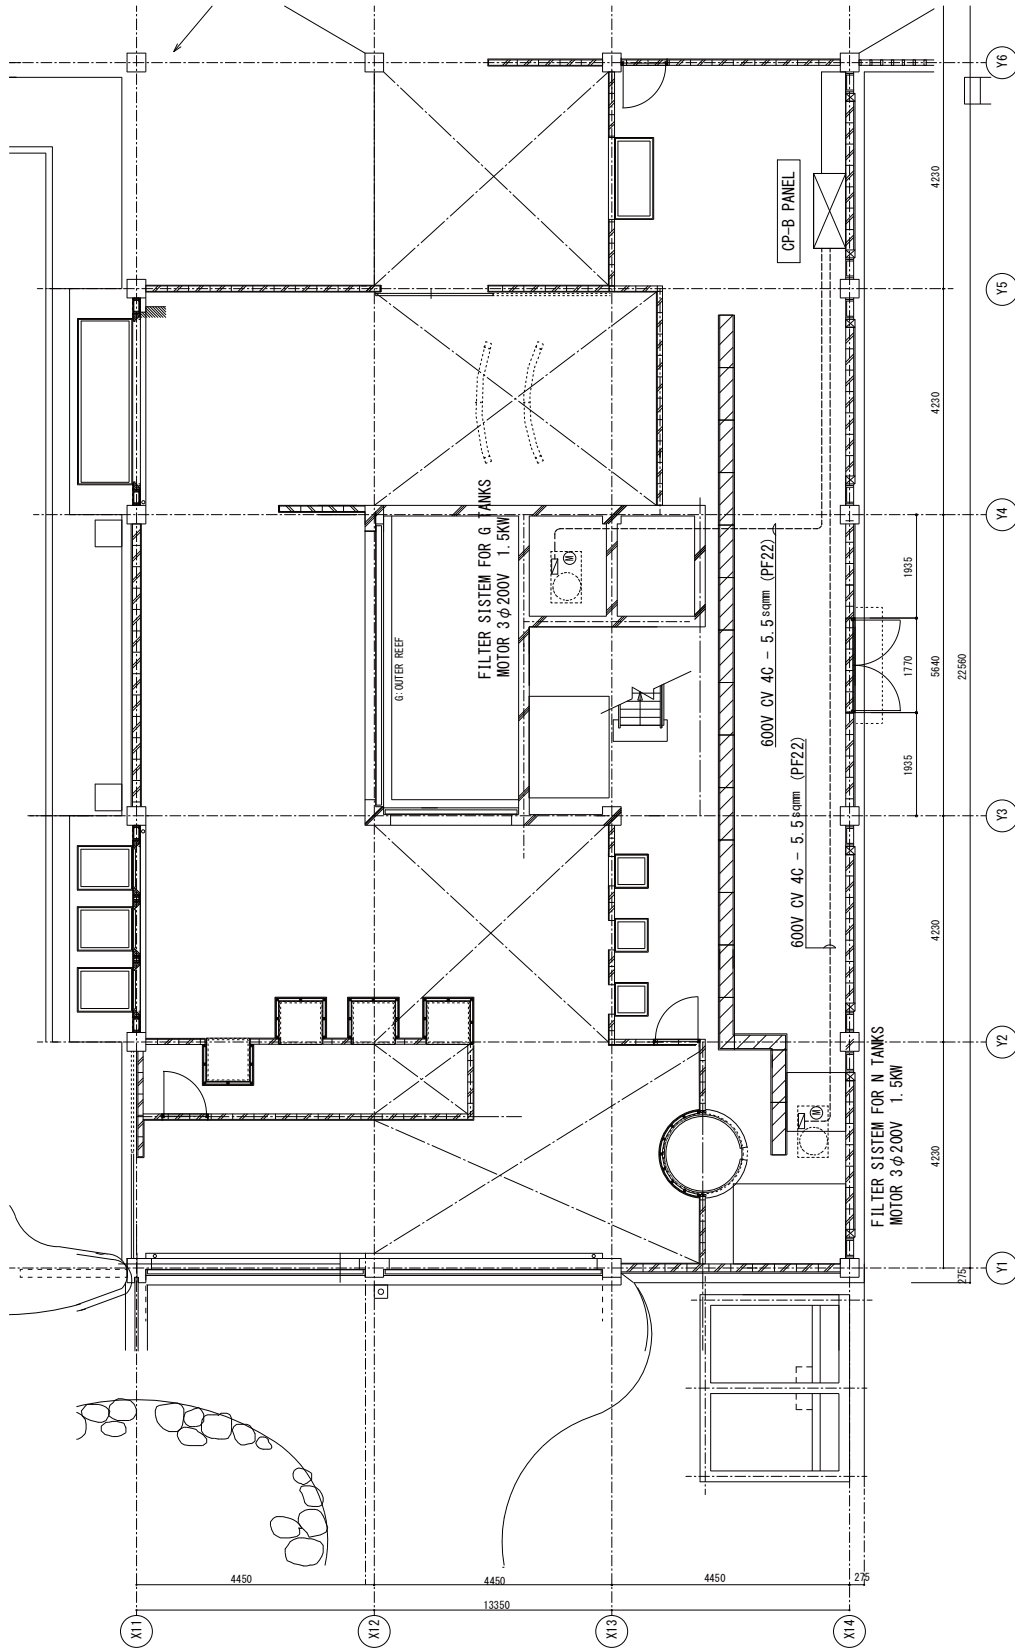 Y6
Y5
Y4
Y3
Y2
Y1
4230
4230
1935
1770
1935
5640
22560
4230
4230
275
CP-B PANEL
600V CV 4C - 5.5sqmm (PF22)
600V CV 4C - 5.5sqmm (PF22)
FILTER SISTEM FOR G TANKS
MOTOR 3φ200V 1.5KW
G:OUTER REEF
M
FILTER SISTEM FOR N TANKS
MOTOR 3φ200V 1.5KW
M
4450
4450
4450
275
13350
X11
X12
X13
X14